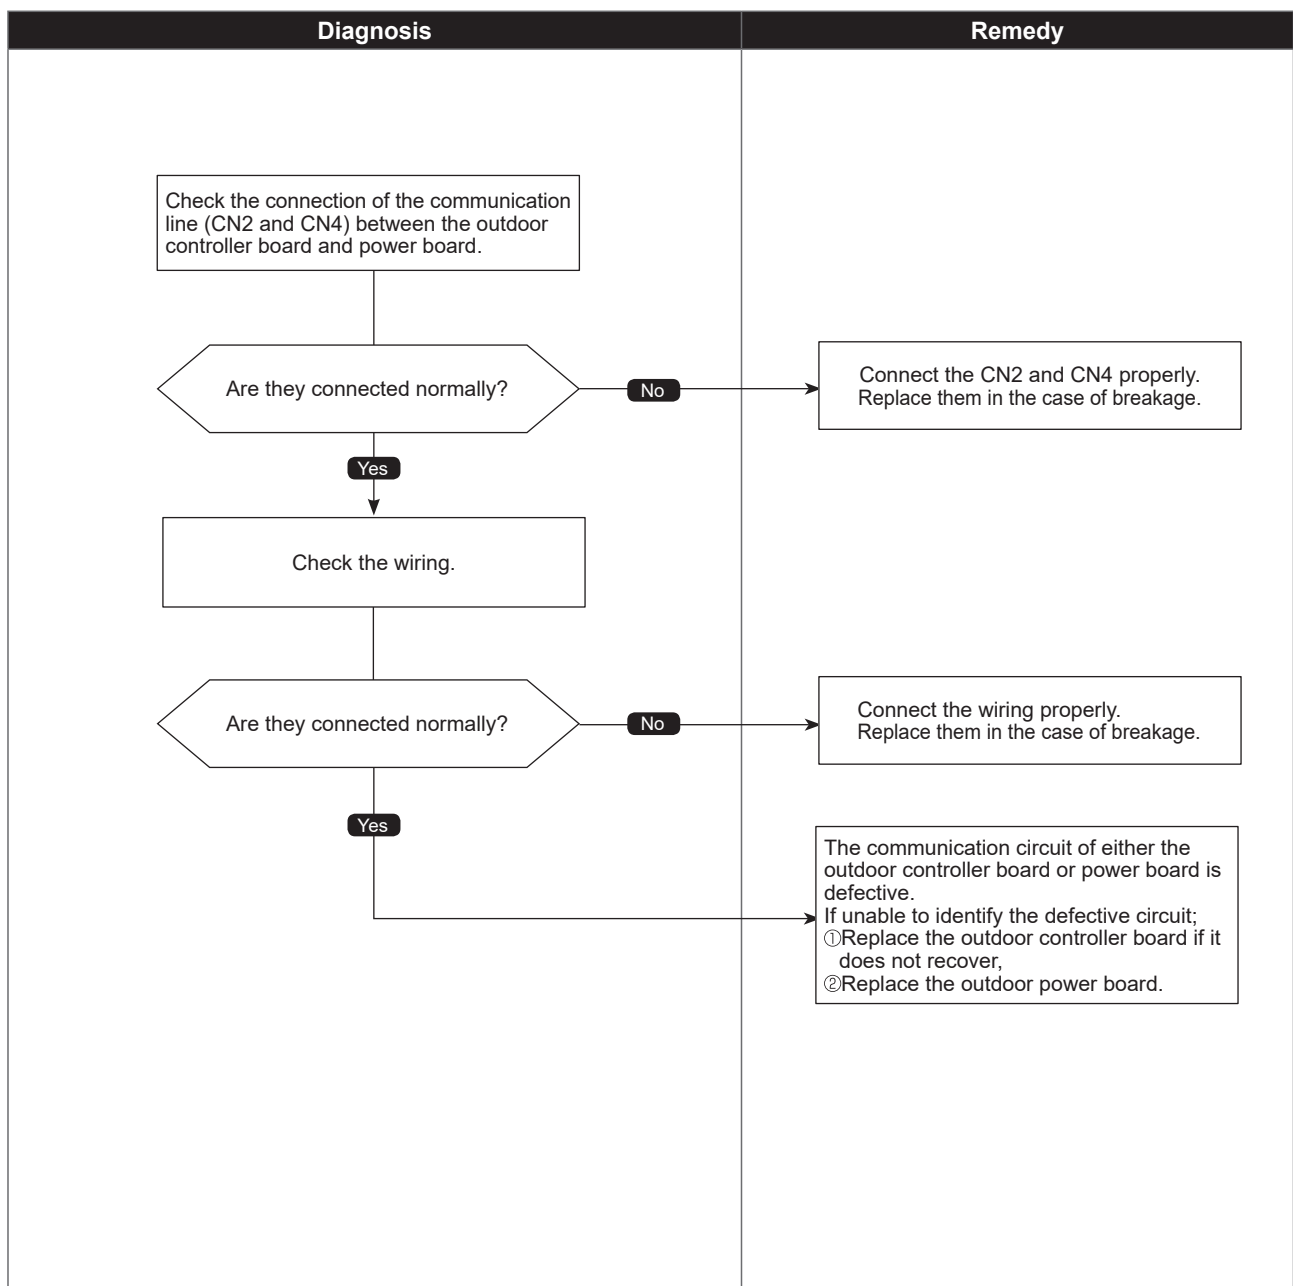 Diagnosis
Remedy
Check the connection of the communication
line (CN2 and CN4) between the outdoor
controller board and power board.
Are they connected normally?
No
Connect the CN2 and CN4 properly.
Replace them in the case of breakage.
Yes
Check the wiring.
Are they connected normally?
No
Connect the wiring properly.
Replace them in the case of breakage.
Yes
The communication circuit of either the
outdoor controller board or power board is
defective.
If unable to identify the defective circuit;
①Replace the outdoor controller board if it
does not recover,
②Replace the outdoor power board.